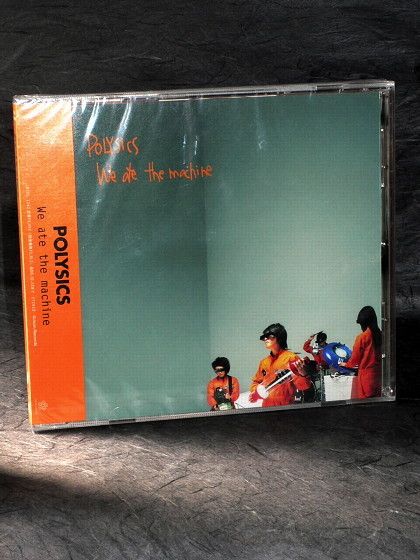 POLYSICS
We ate the machine
POLYSICS
We ate the machine